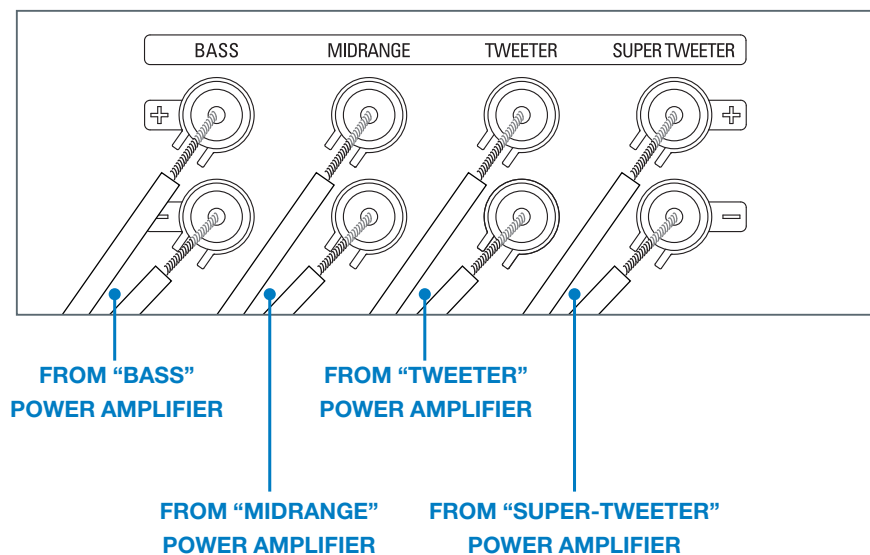 BASS MIDRANGE TWEETER SUPER TWEETER
+ +
- -
FROM “BASS”
POWER AMPLIFIER
FROM “TWEETER”
POWER AMPLIFIER
FROM “MIDRANGE”
POWER AMPLIFIER
FROM “SUPER-TWEETER”
POWER AMPLIFIER